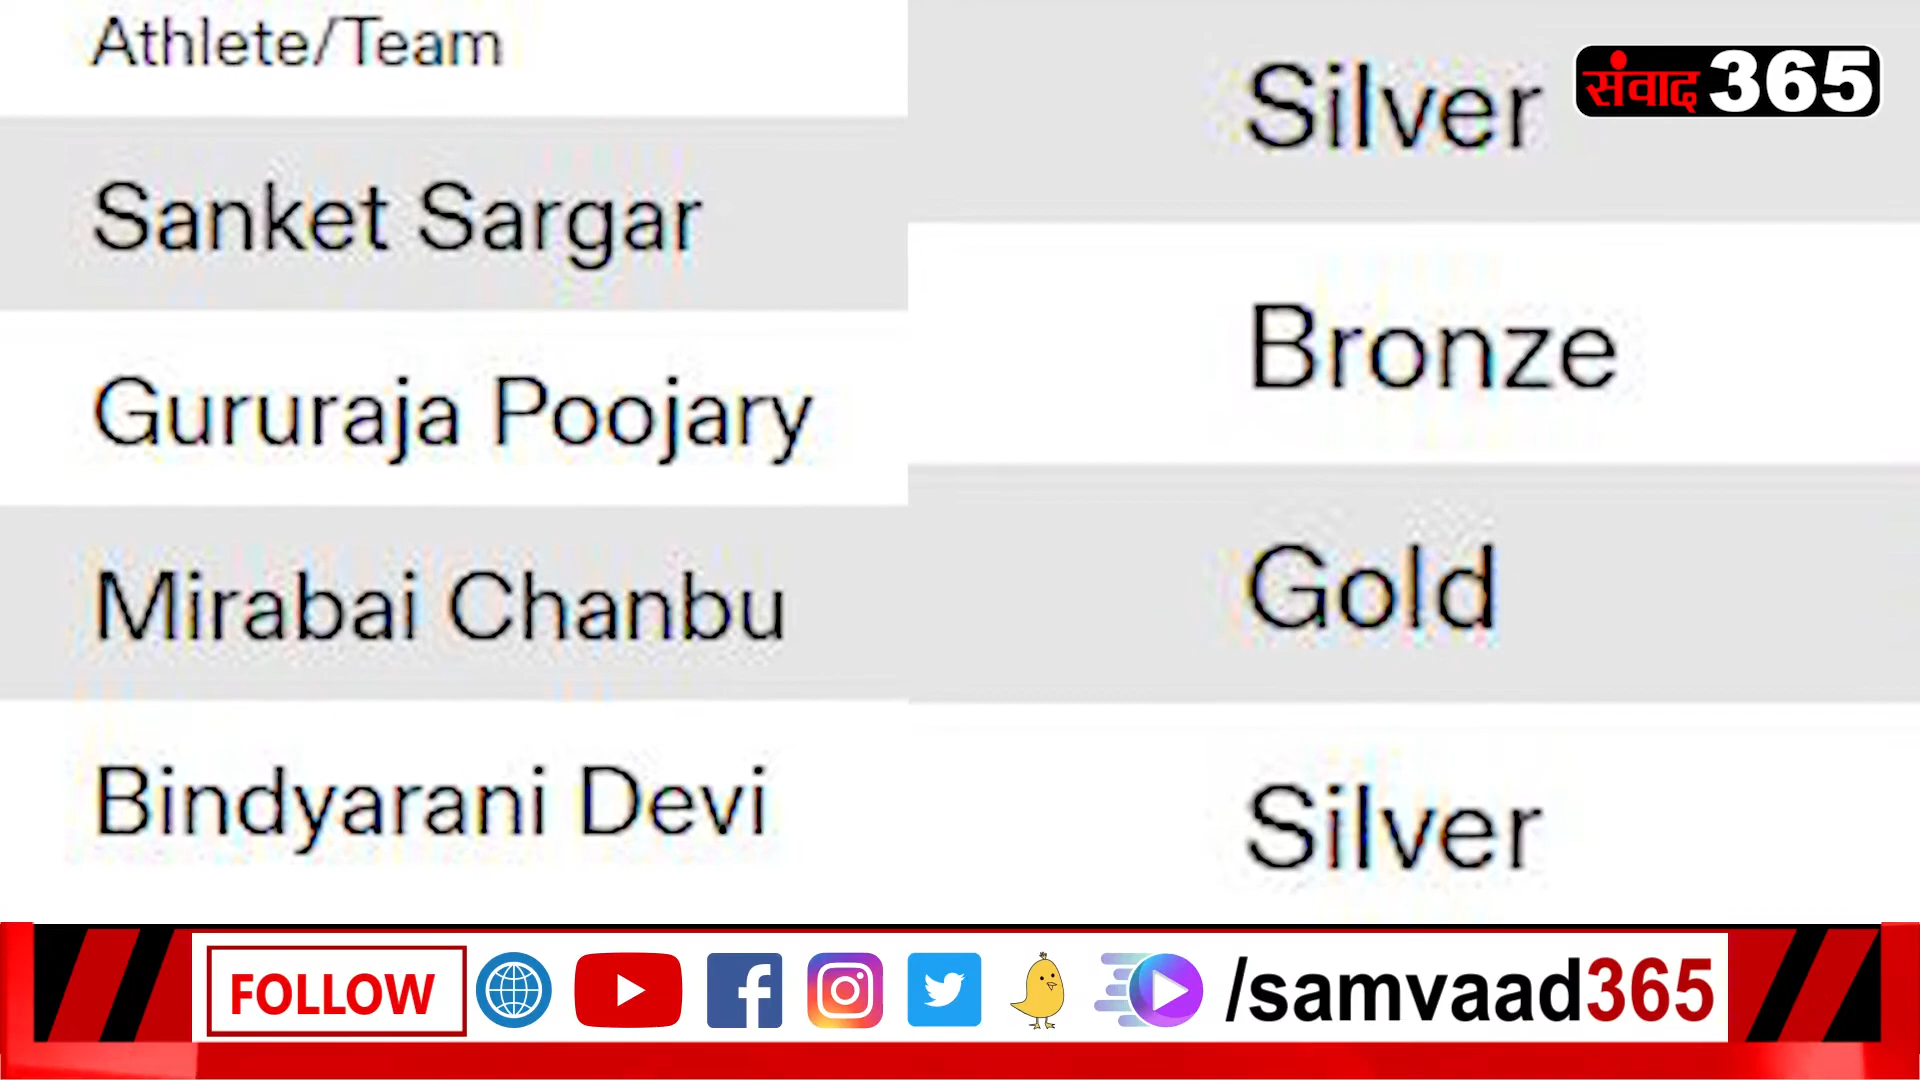 Athlete/Team
Sanket Sargar Silver
Gururaja Poojary Bronze
Mirabai Chanbu Gold
Bindyarani Devi Silver
संवाद 365
FOLLOW /samvaad365